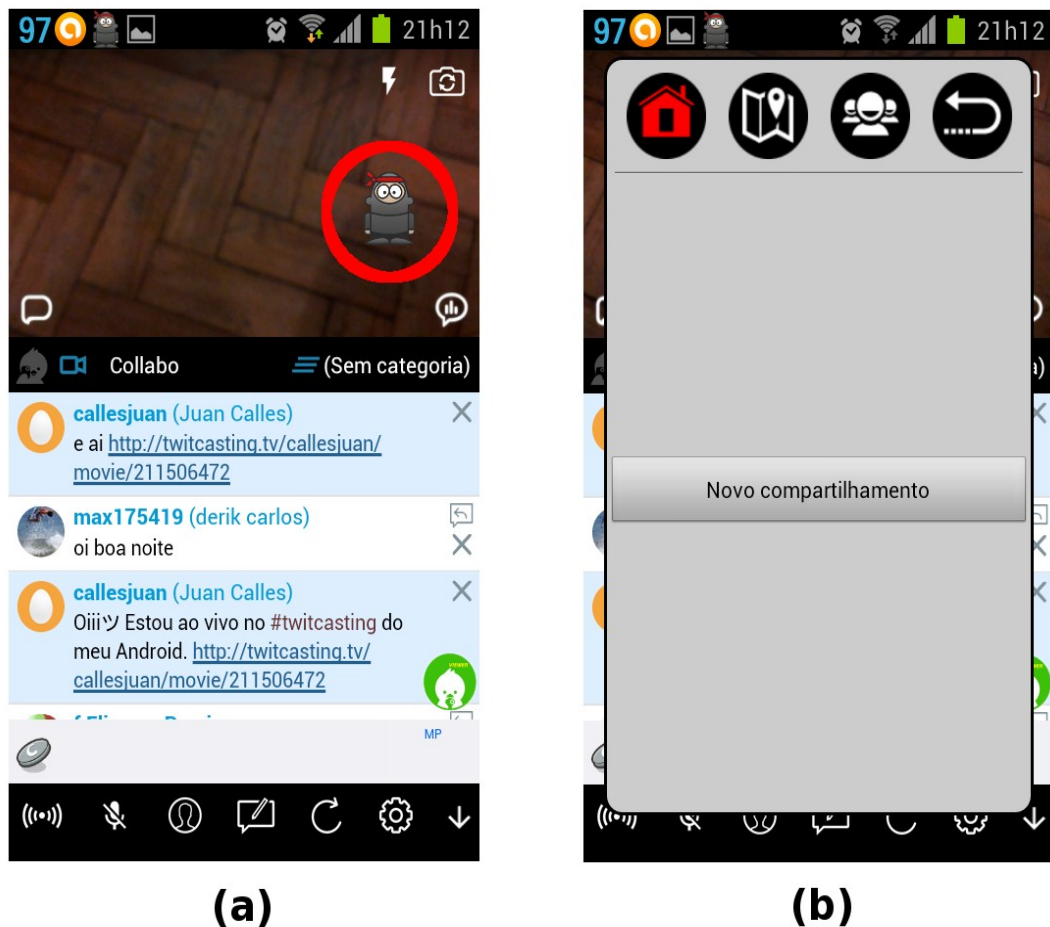 97 21h12
Collabo (Sem categoria)
callesjuan (Juan Calles)
e ai http://twitcasting.tv/callesjuan/
movie/211506472
max175419 (derik carlos)
oi boa noite
callesjuan (Juan Calles)
Oiiiツ Estou ao vivo no #twitcasting do
meu Android. http://twitcasting.tv/
callesjuan/movie/211506472
VIEWER
MP
(a)
97 21h12
a)
Novo compartilhamento
(b)